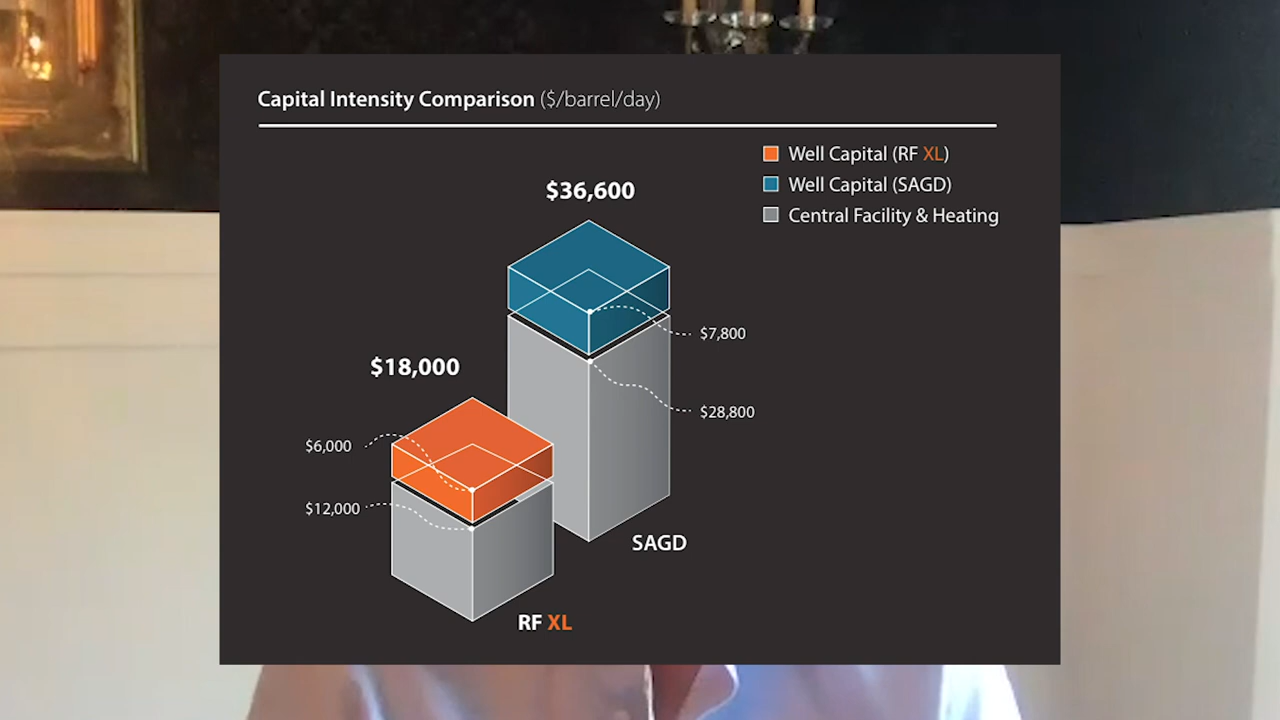 Capital Intensity Comparison ($/barrel/day)
Well Capital (RF XL)
Well Capital (SAGD)
Central Facility & Heating
$36,600
$7,800
$18,000
$28,800
$6,000
$12,000
SAGD
RF XL